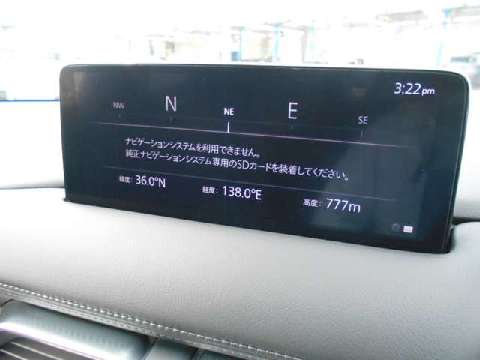 3:22pm
NW N NE E SE
ナビゲーションシステムを利用できません。
純正ナビゲーションシステム専用のSDカードを装着してください。
緯度: 36.0°N 経度: 138.0°E 高度: 777m